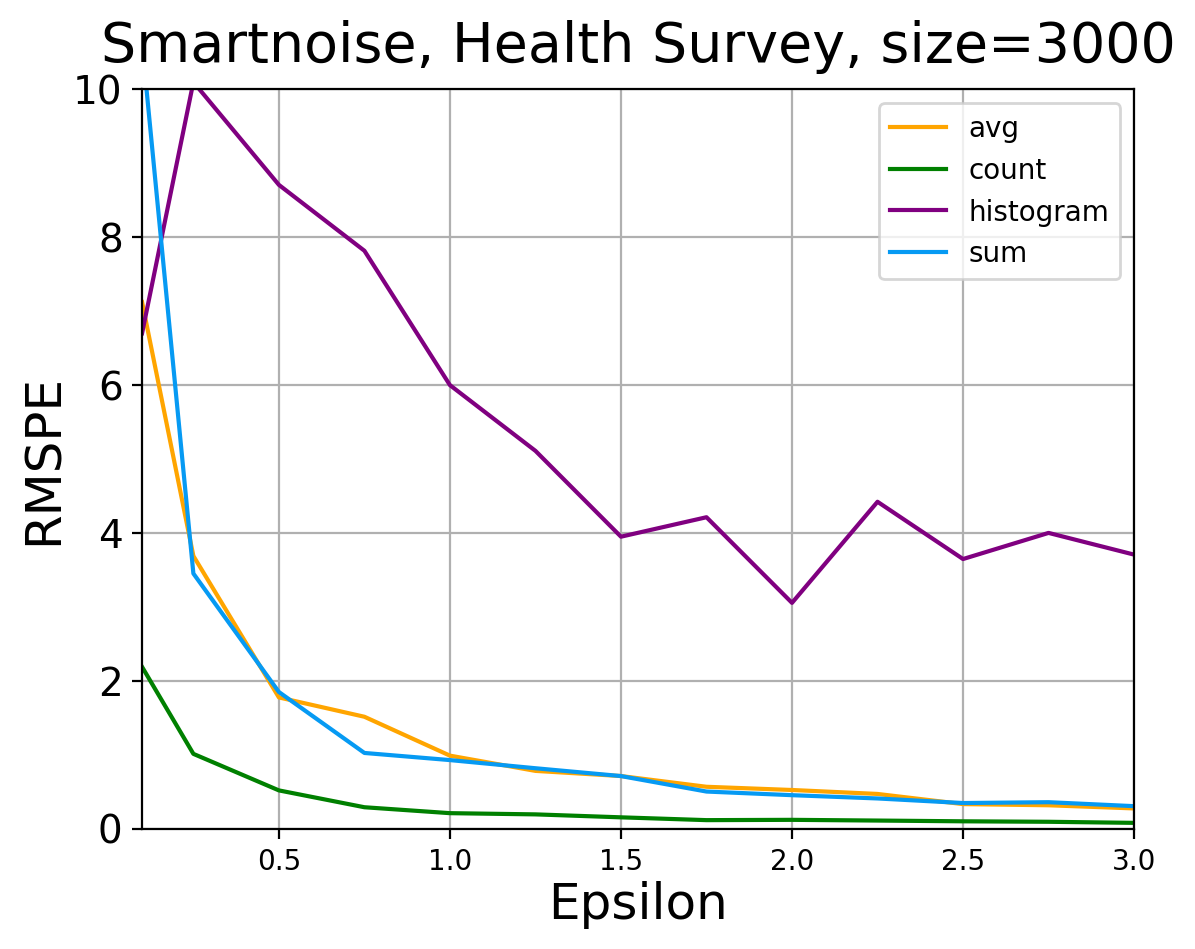 Smartnoise, Health Survey, size=3000
10
8
6
4
2
0
RMSPE
avg
count
histogram
sum
0.5 1.0 1.5 2.0 2.5 3.0
Epsilon